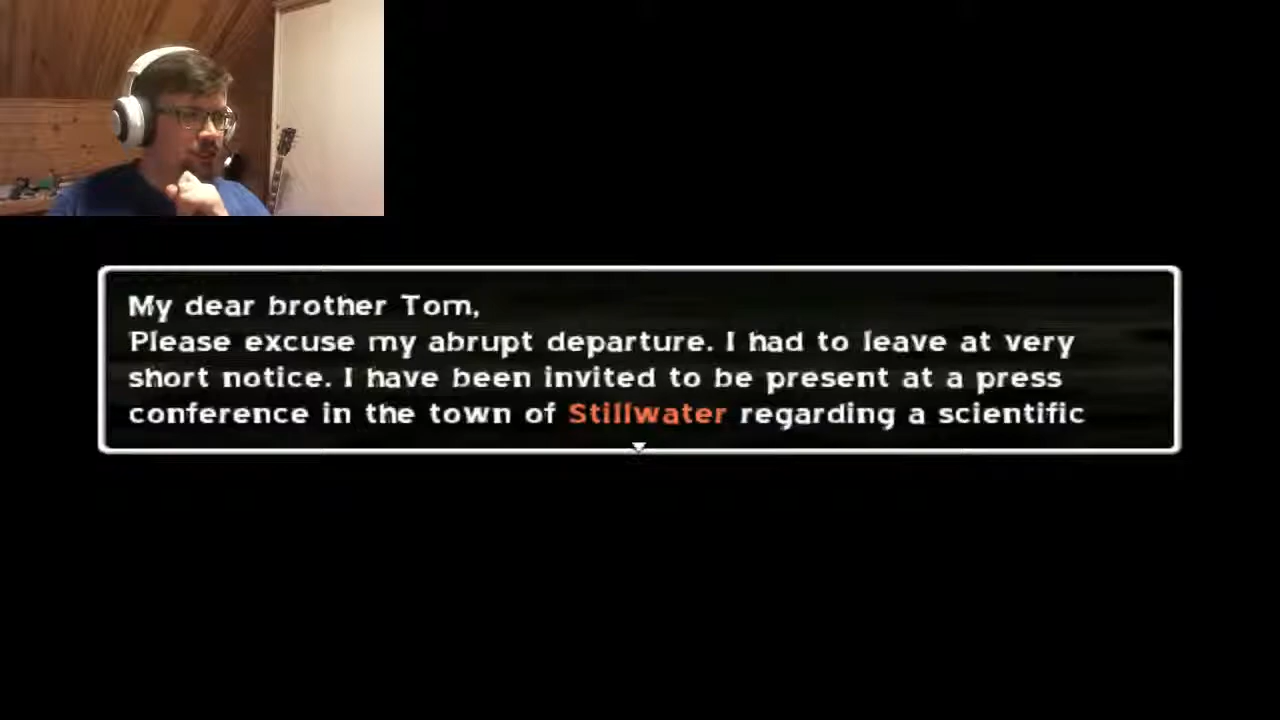 My dear brother Tom,
Please excuse my abrupt departure. I had to leave at very
short notice. I have been invited to be present at a press
conference in the town of Stillwater regarding a scientific